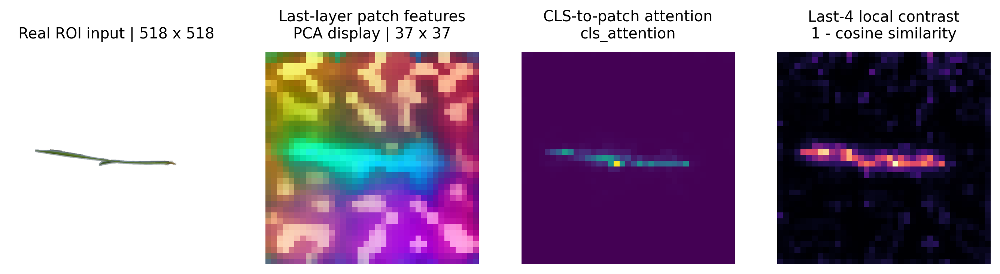 Real ROI input | 518 x 518
Last-layer patch features
PCA display | 37 x 37
CLS-to-patch attention
cls_attention
Last-4 local contrast
1 - cosine similarity